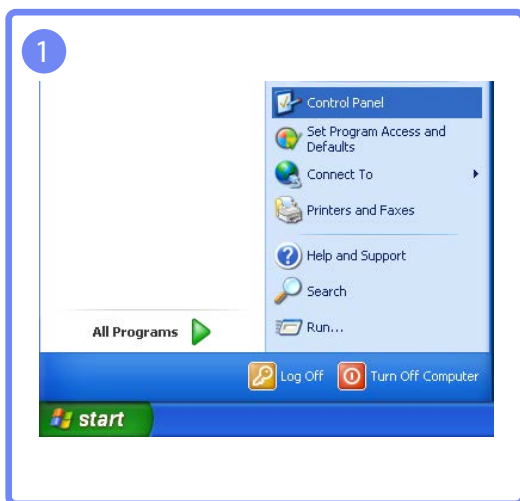 1
Control Panel
Set Program Access and
Defaults
Connect To
Printers and Faxes
Help and Support
Search
Run...
All Programs
Log Off
Turn Off Computer
start